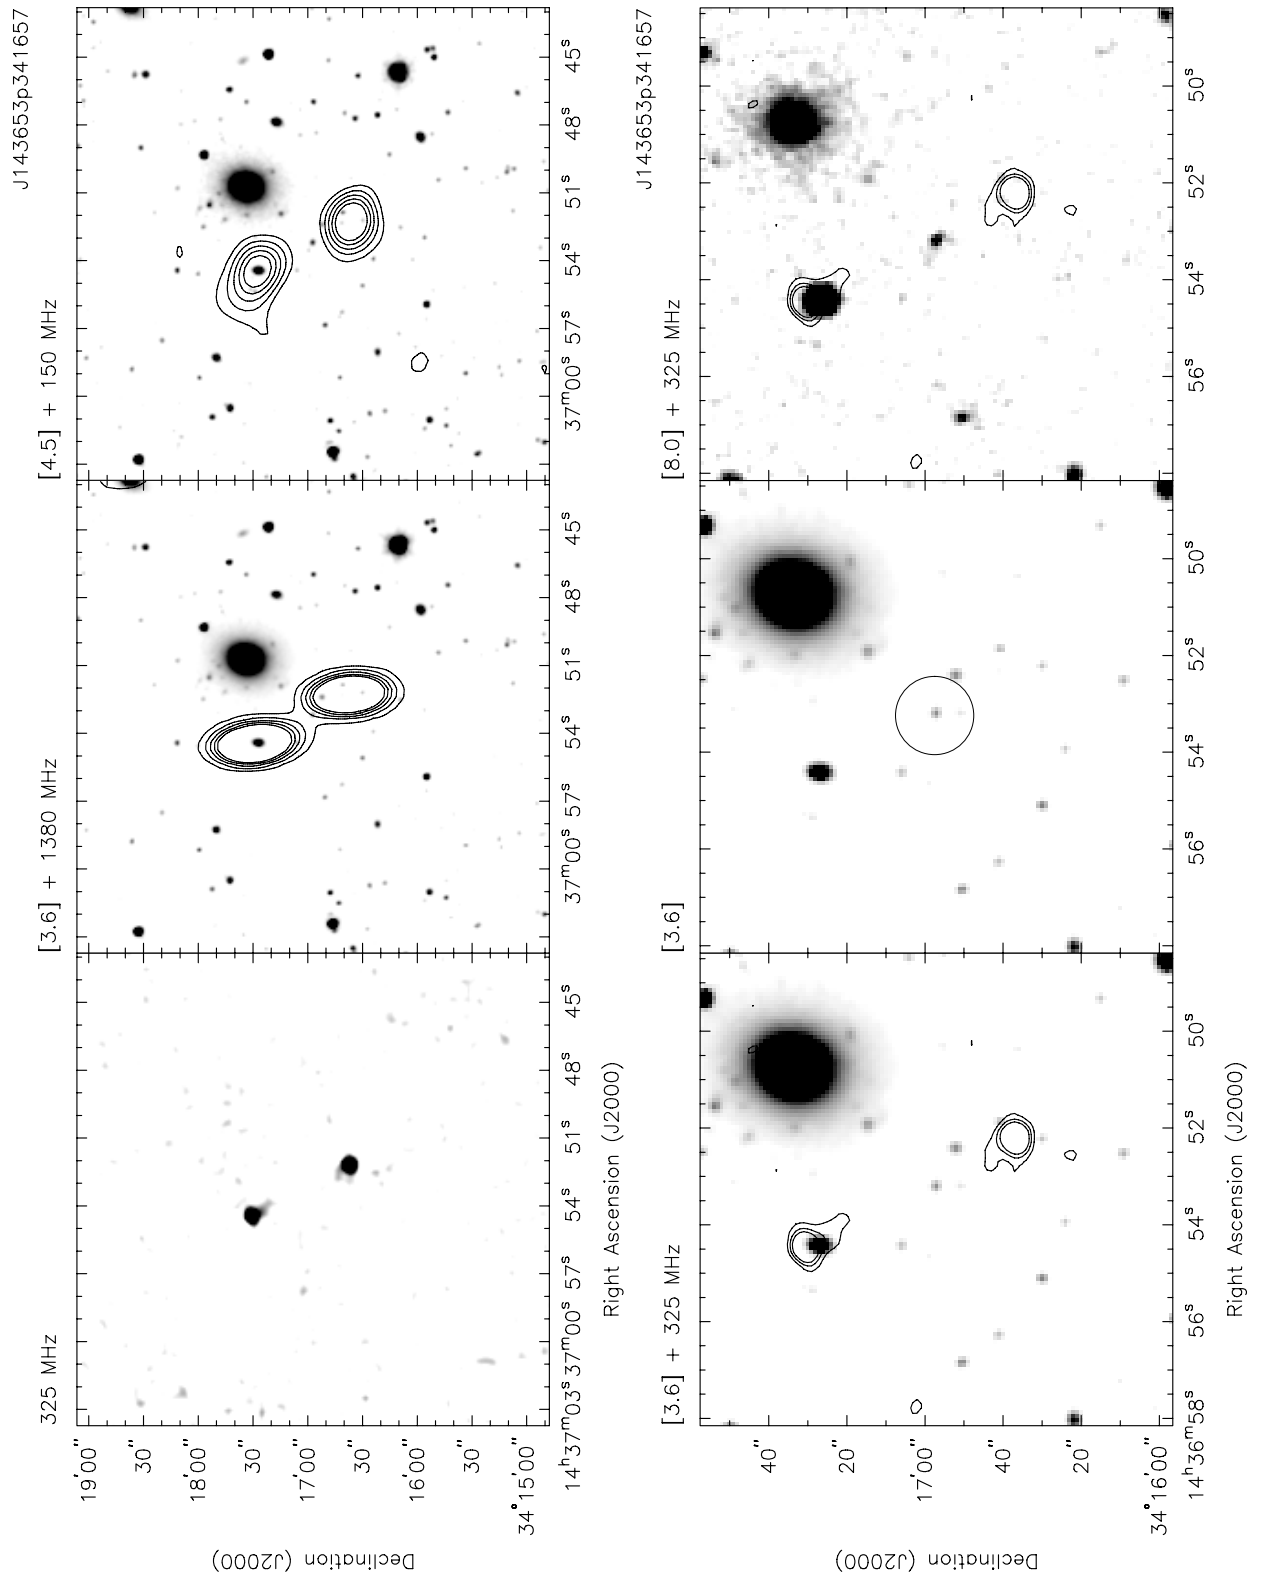 325 MHz
[3.6] + 1380 MHz
[4.5] + 150 MHz
J143653p341657
Declination (J2000)
19'00"
30"
18'00"
30"
17'00"
30"
16'00"
30"
34°15'00"
14ʰ37ᵐ03ˢ 37ᵐ00ˢ 57ˢ 54ˢ 51ˢ 48ˢ 45ˢ
37ᵐ00ˢ 57ˢ 54ˢ 51ˢ 48ˢ 45ˢ
37ᵐ00ˢ 57ˢ 54ˢ 51ˢ 48ˢ 45ˢ
Right Ascension (J2000)
[3.6] + 325 MHz
[3.6]
[8.0] + 325 MHz
J143653p341657
Declination (J2000)
40"
20"
17'00"
40"
20"
34°16'00"
14ʰ36ᵐ58ˢ 56ˢ 54ˢ 52ˢ 50ˢ
56ˢ 54ˢ 52ˢ 50ˢ
56ˢ 54ˢ 52ˢ 50ˢ
Right Ascension (J2000)